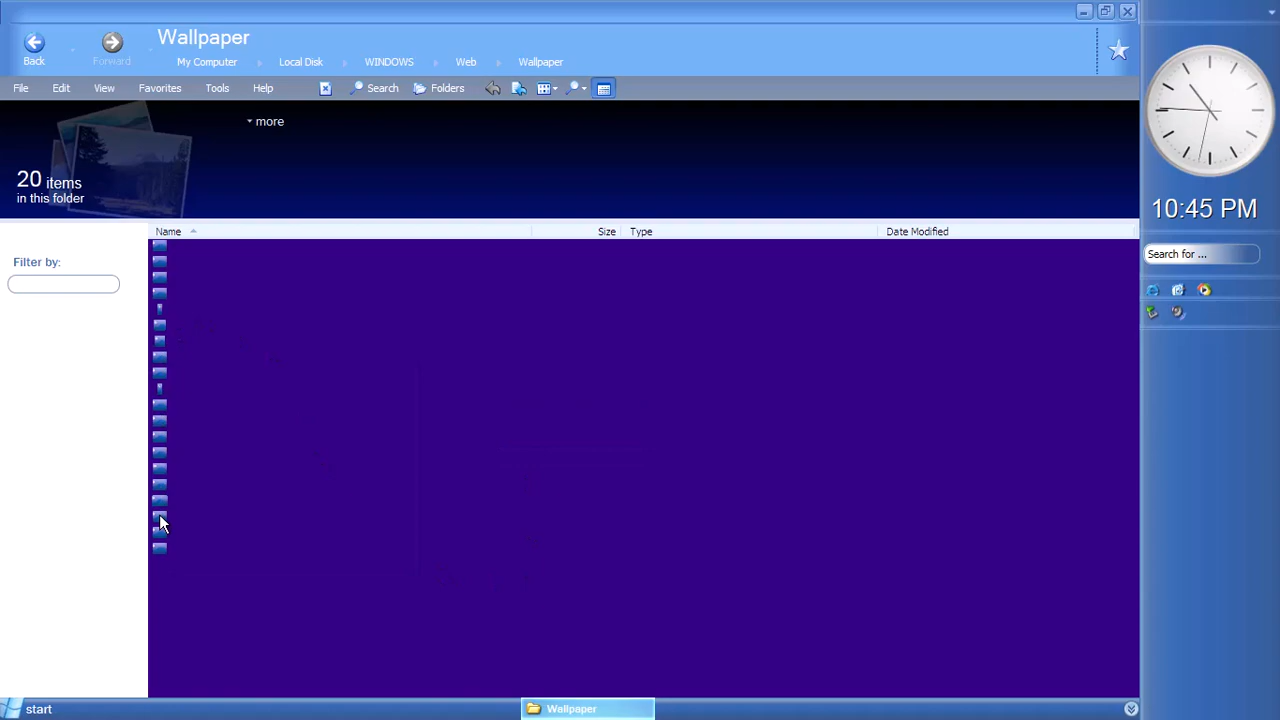 Wallpaper
Back
Forward
My Computer
Local Disk
WINDOWS
Web
Wallpaper
File
Edit
View
Favorites
Tools
Help
Search
Folders
more
20 items
in this folder
Name
Size
Type
Date Modified
Filter by:
10:45 PM
Search for ...
start
Wallpaper